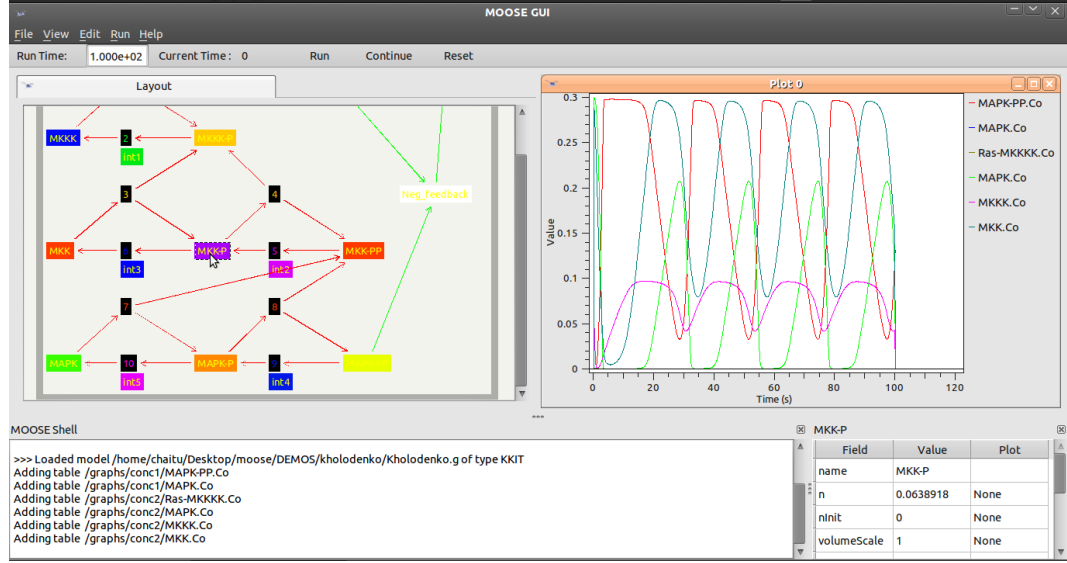 MOOSE GUI
File View Edit Run Help
Run Time: 1.000e+02 Current Time : 0 Run Continue Reset
Layout
MKKK 2 MKKK-P
int1
3 4
Neg_feedback
MKK MKK-P 5 MKK-PP
int3 int2
7 8
MAPK 10 MAPK-P 9
int5 int4
Plot 0
0.3
0.25
0.2
0.15
0.1
0.05
0
Value
0 20 40 60 80 100 120
Time (s)
MAPK-PP.Co
MAPK.Co
Ras-MKKKK.Co
MAPK.Co
MKKK.Co
MKK.Co
MOOSE Shell
>>> Loaded model /home/chaitu/Desktop/moose/DEMOS/kholodenko/Kholodenko.g of type KKIT
Adding table /graphs/conc1/MAPK-PP.Co
Adding table /graphs/conc1/MAPK.Co
Adding table /graphs/conc2/Ras-MKKKK.Co
Adding table /graphs/conc2/MAPK.Co
Adding table /graphs/conc2/MKKK.Co
Adding table /graphs/conc2/MKK.Co
MKK-P
Field Value Plot
name MKK-P
n 0.0638918 None
nInit 0 None
volumeScale 1 None